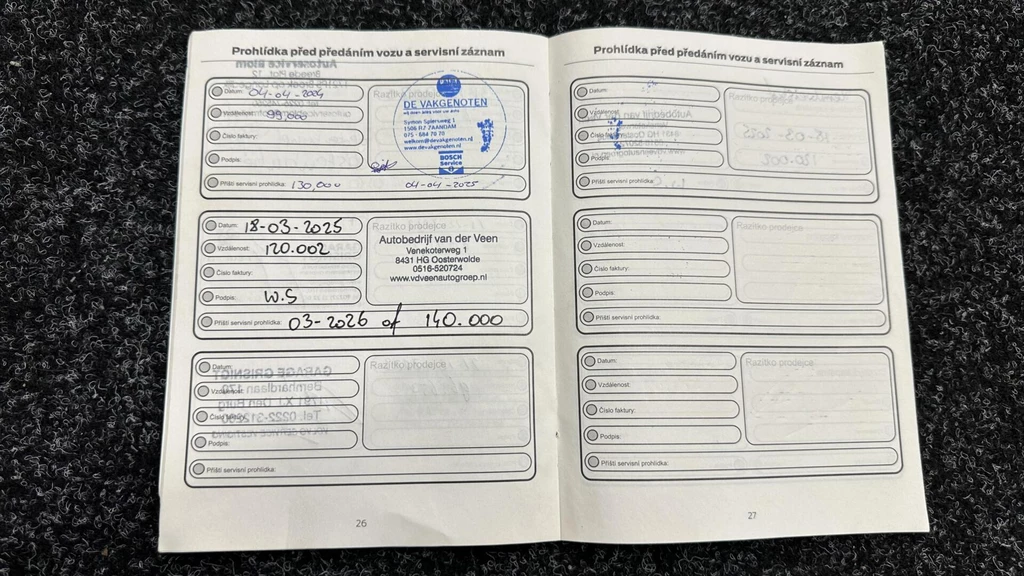 Prohlídka před předáním vozu a servisní záznam
Datum: 04-04-2024
Vzdálenost: 99,000
Číslo faktury:
Podpis:
Příští servisní prohlídka: 130,000 04-04-2025
Razítko prodejce
DE VAKGENOTEN
Symon Spiersweg 1
1506 RZ ZAANDAM
075 - 684 76 76
welkom@devakgenoten.nl
www.devakgenoten.nl
BOSCH
Service
Datum: 18-03-2025
Vzdálenost: 120.002
Číslo faktury:
Podpis: W.S
Příští servisní prohlídka: 03-2026 of 140.000
Razítko prodejce
Autobedrijf van der Veen
Venekoterweg 1
8431 HG Oosterwolde
0516-520724
www.vdveenautogroep.nl
Datum:
Vzdálenost:
Číslo faktury:
Podpis:
Příští servisní prohlídka:
Razítko prodejce
26
Prohlídka před předáním vozu a servisní záznam
Datum:
Vzdálenost:
Číslo faktury:
Podpis:
Příští servisní prohlídka:
Razítko prodejce
Datum:
Vzdálenost:
Číslo faktury:
Podpis:
Příští servisní prohlídka:
Razítko prodejce
Datum:
Vzdálenost:
Číslo faktury:
Podpis:
Příští servisní prohlídka:
Razítko prodejce
27